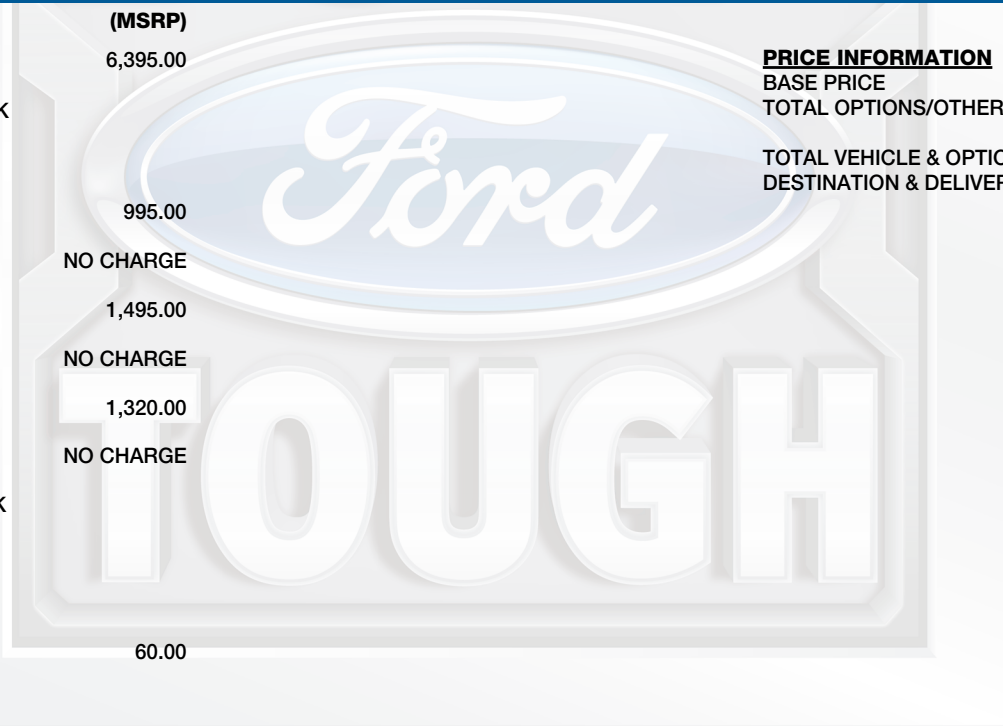 (MSRP)
6,395.00
K
995.00
NO CHARGE
1,495.00
NO CHARGE
1,320.00
NO CHARGE
K
60.00
PRICE INFORMATION
BASE PRICE
TOTAL OPTIONS/OTHER
TOTAL VEHICLE & OPTIO
DESTINATION & DELIVER
Ford
TOUGH